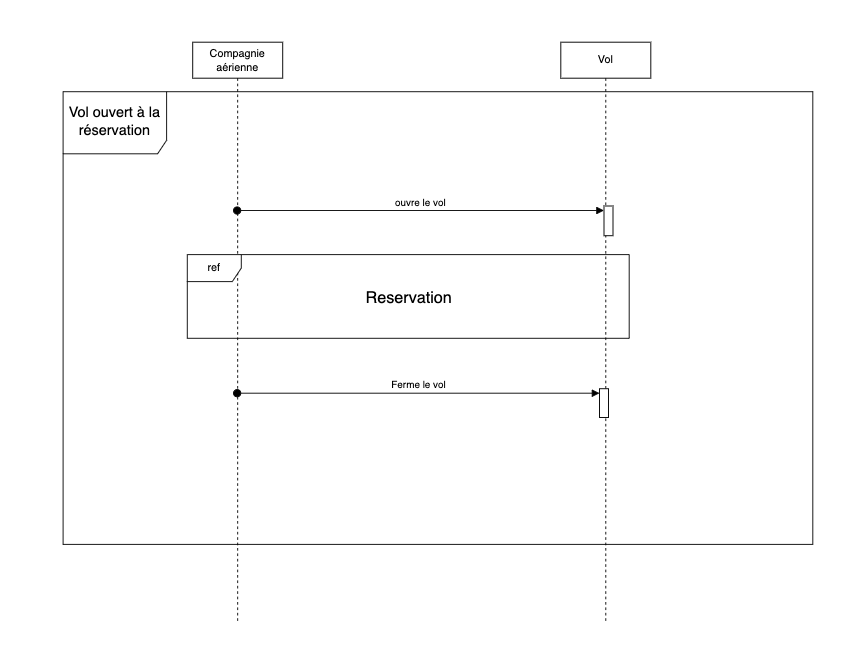 Compagnie
aérienne
Vol
Vol ouvert à la
réservation
ouvre le vol
ref
Reservation
Ferme le vol